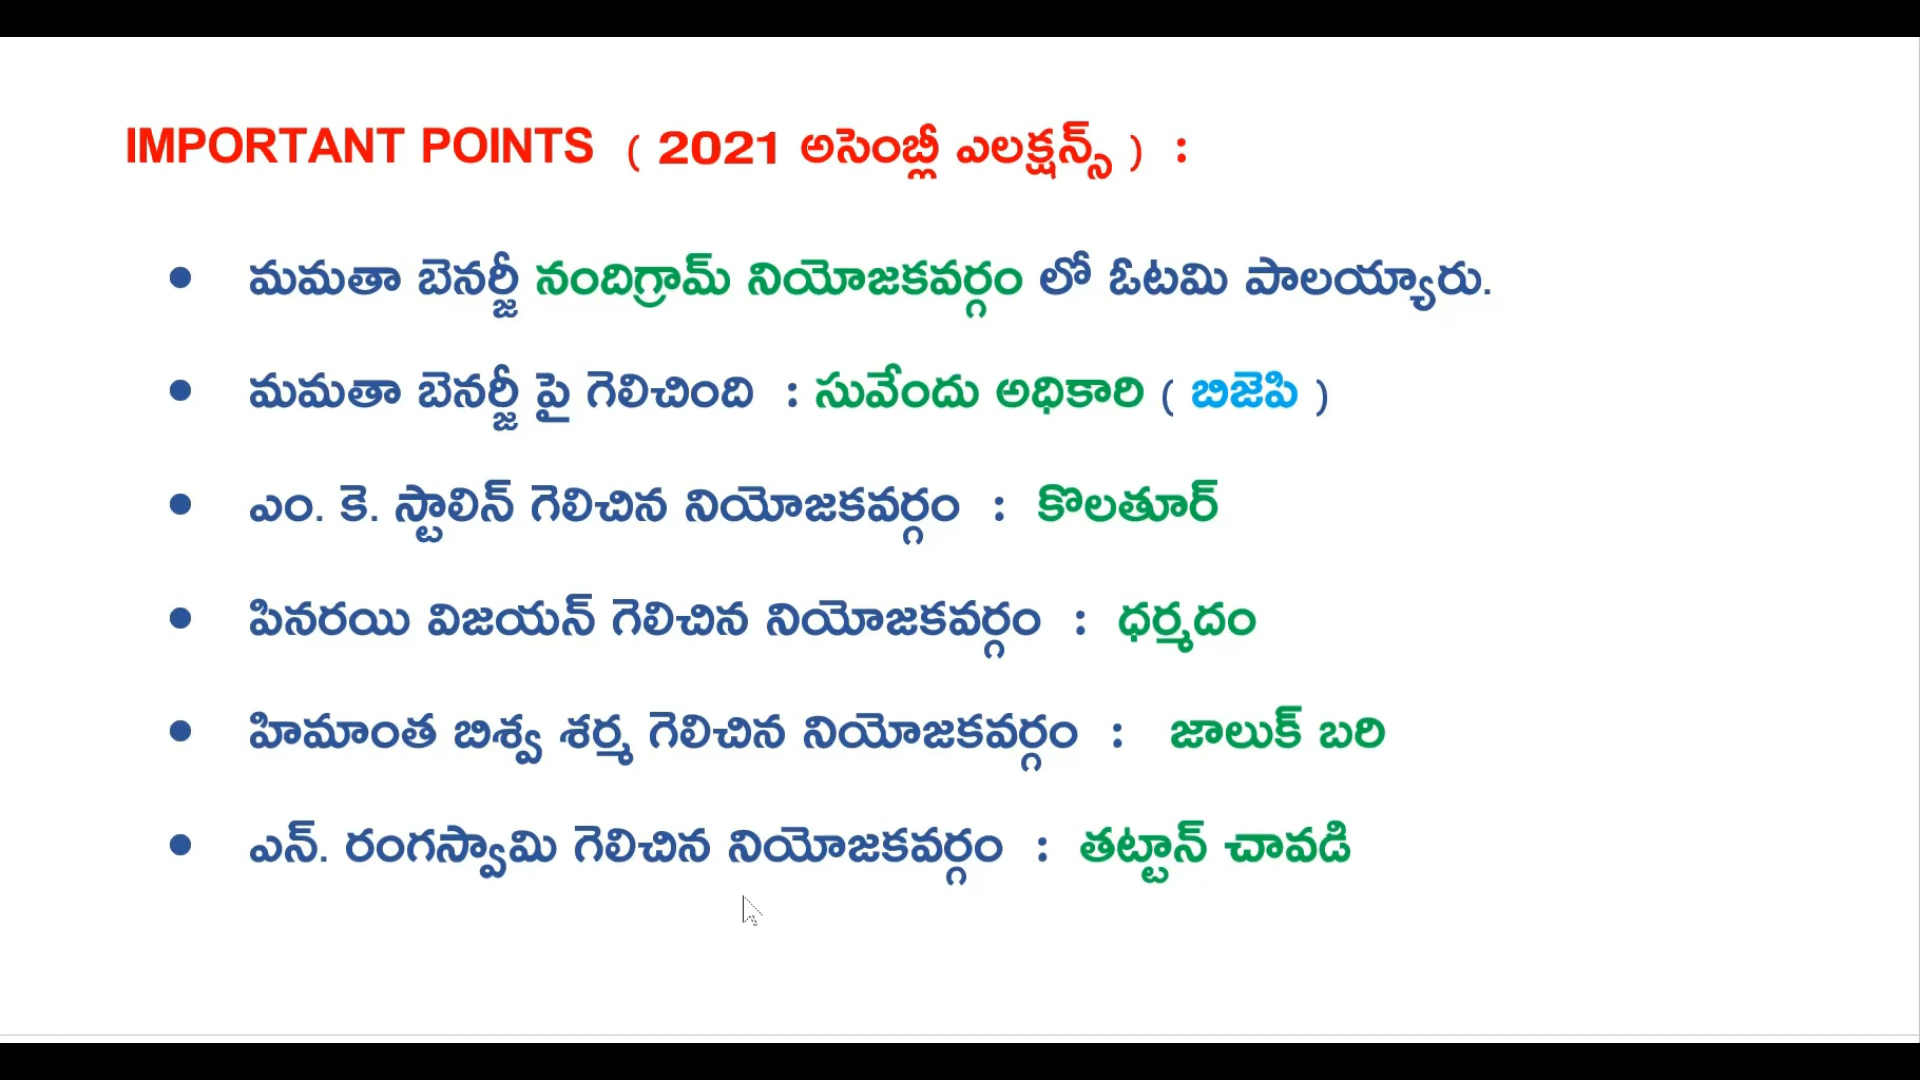 IMPORTANT POINTS ( 2021 అసెంబ్లీ ఎలక్షన్స్ ) :
• మమతా బెనర్జీ నందిగ్రామ్ నియోజకవర్గం లో ఓటమి పాలయ్యారు.
• మమతా బెనర్జీ పై గెలిచింది : సువేందు అధికారి ( బిజెపి )
• ఎం. కె. స్టాలిన్ గెలిచిన నియోజకవర్గం : కొలతూర్
• పినరయి విజయన్ గెలిచిన నియోజకవర్గం : ధర్మదం
• హిమాంత బిశ్వ శర్మ గెలిచిన నియోజకవర్గం : జాలుక్ బరి
• ఎన్. రంగస్వామి గెలిచిన నియోజకవర్గం : తట్టాన్ చావడి